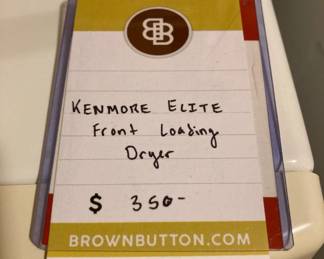 BB
KENMORE ELITE
Front Loading
Dryer
$ 350-
BROWNBUTTON.COM